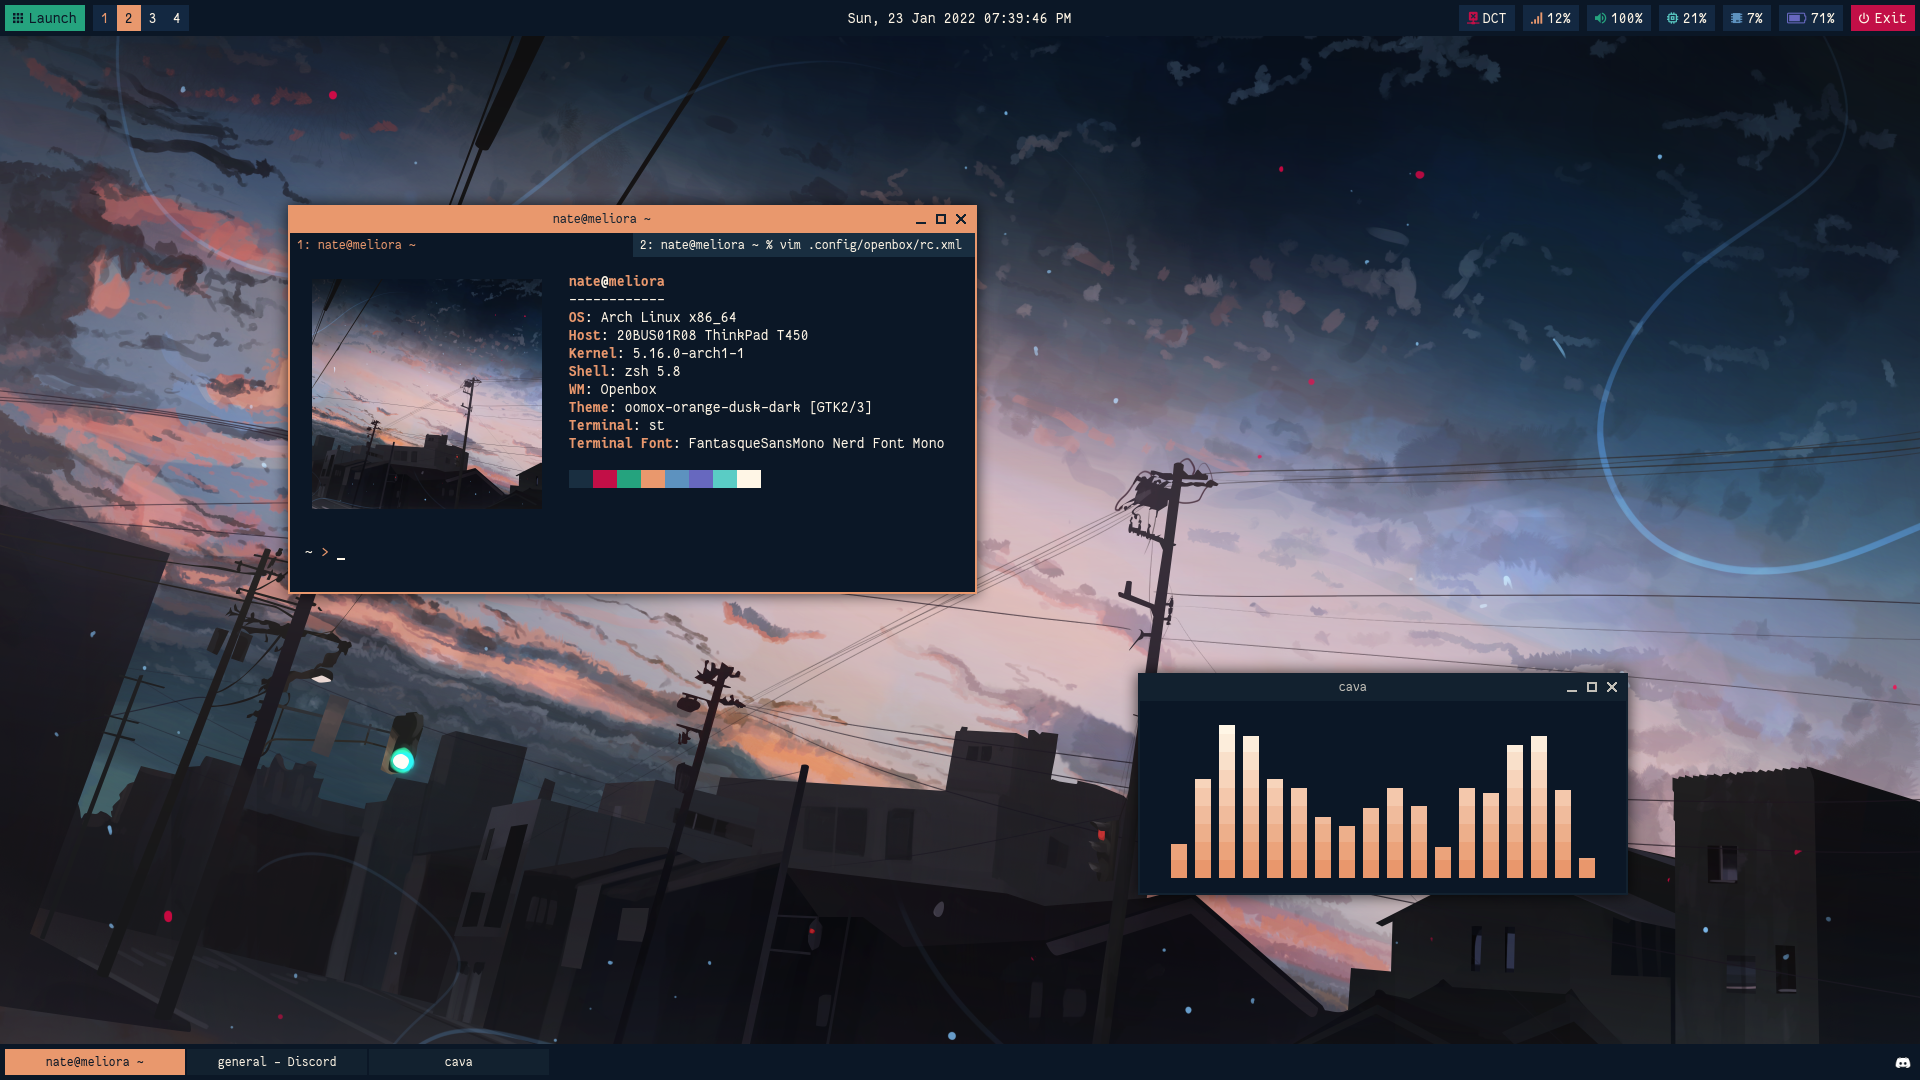 Launch 1 2 3 4 Sun, 23 Jan 2022 07:39:46 PM DCT 12% 100% 21% 7% 71% Exit
nate@meliora ~
1: nate@meliora ~ 2: nate@meliora ~ % vim .config/openbox/rc.xml
nate@meliora
------------
OS: Arch Linux x86_64
Host: 20BUS01R08 ThinkPad T450
Kernel: 5.16.0-arch1-1
Shell: zsh 5.8
WM: Openbox
Theme: oomox-orange-dusk-dark [GTK2/3]
Terminal: st
Terminal Font: FantasqueSansMono Nerd Font Mono
~ > _
cava
nate@meliora ~ general - Discord cava